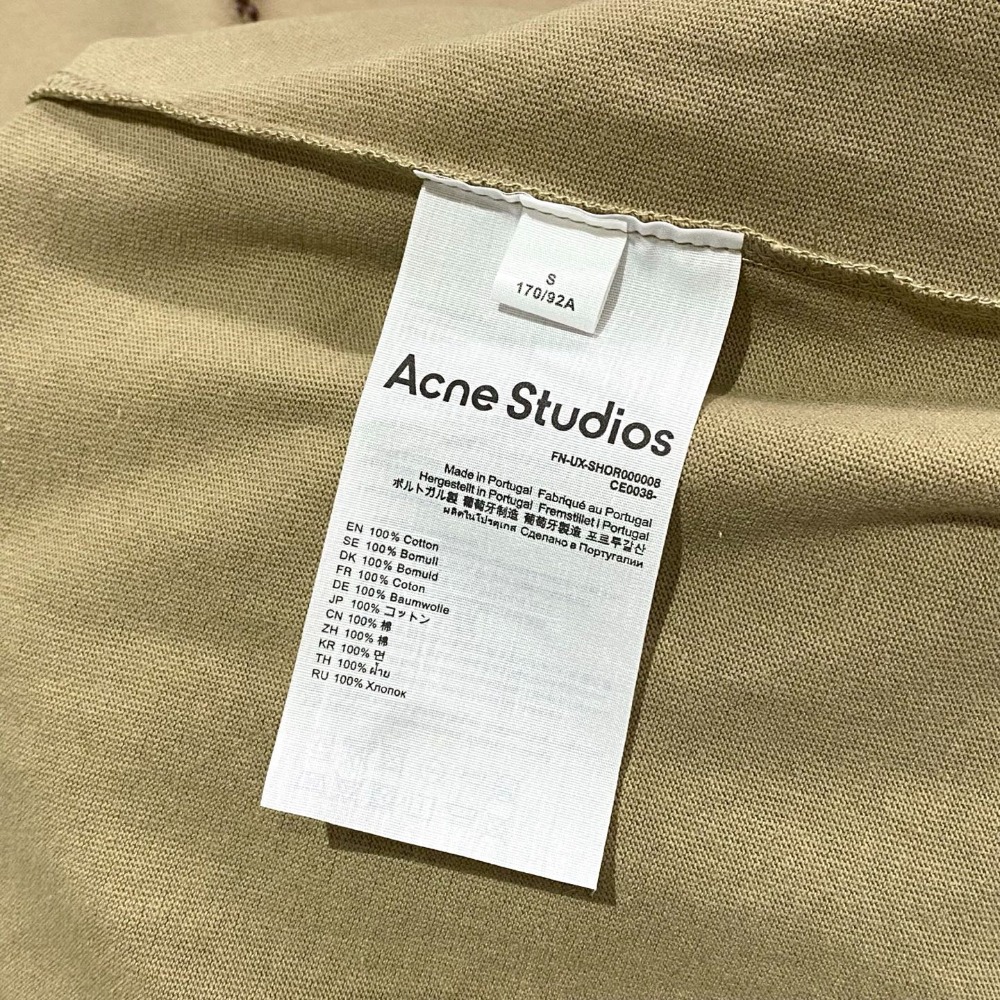 S
170/92A
Acne Studios
FN-UX-SHOR000008
CE0038-
Made in Portugal Fabriqué au Portugal
Hergestellt in Portugal Fremstillet i Portugal
ポルトガル製 葡萄牙制造 葡萄牙製造 포르투갈산
ผลิตในโปรตุเกส Сделано в Португалии
EN 100% Cotton
SE 100% Bomull
DK 100% Bomuld
FR 100% Coton
DE 100% Baumwolle
JP 100% コットン
CN 100% 棉
ZH 100% 棉
KR 100% 면
TH 100% ฝ้าย
RU 100% Хлопок